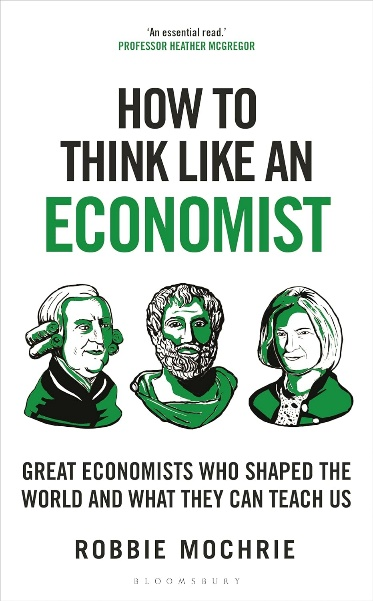 'An essential read.'
PROFESSOR HEATHER MCGREGOR
HOW TO
THINK LIKE AN
ECONOMIST
GREAT ECONOMISTS WHO SHAPED THE
WORLD AND WHAT THEY CAN TEACH US
ROBBIE MOCHRIE
BLOOMSBURY